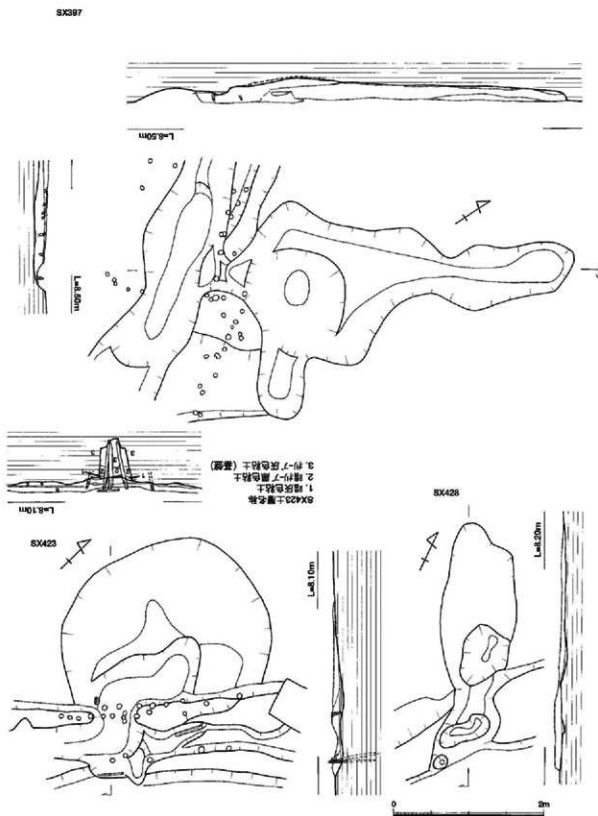 SX397
L=8.50m
L=8.50m
SX423土層名称
1. 暗灰色粘土
2. 暗オリーブ黒色粘土
3. オリーブ灰色粘土（基盤）
L=8.10m
SX423
L=8.10m
SX428
L=8.20m
0 2m